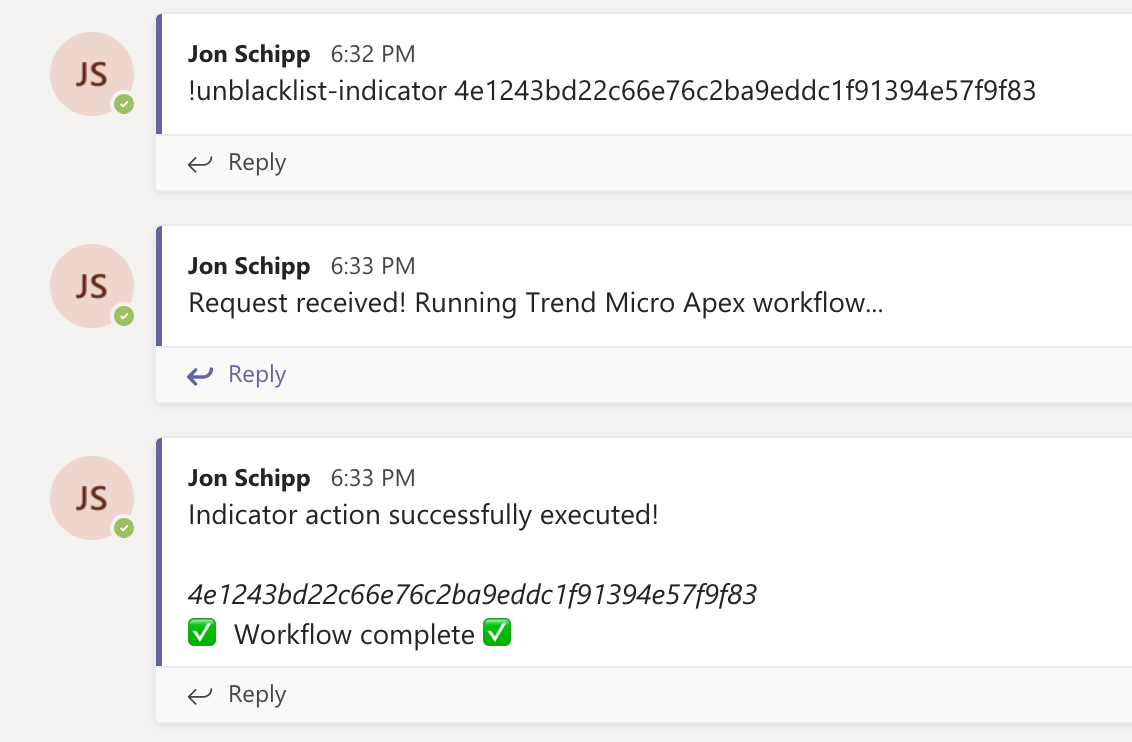 JS
Jon Schipp 6:32 PM
!unblacklist-indicator 4e1243bd22c66e76c2ba9eddc1f91394e57f9f83
Reply
JS
Jon Schipp 6:33 PM
Request received! Running Trend Micro Apex workflow...
Reply
JS
Jon Schipp 6:33 PM
Indicator action successfully executed!
4e1243bd22c66e76c2ba9eddc1f91394e57f9f83
✅ Workflow complete ✅
Reply